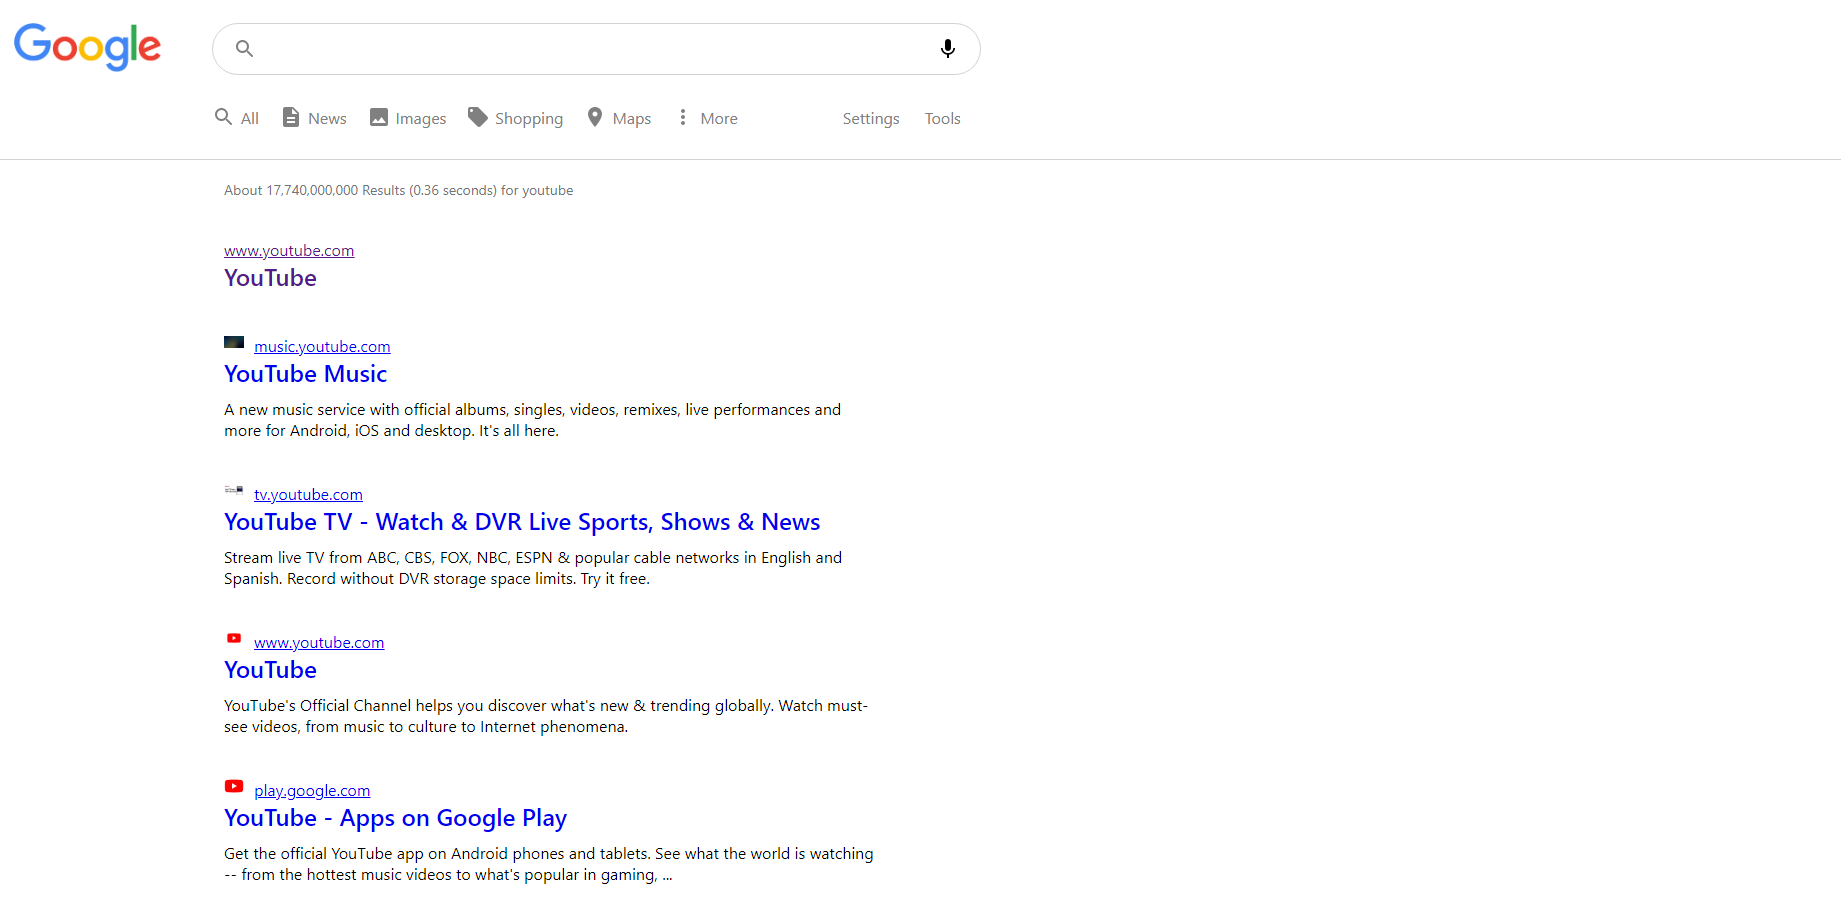 Google
All News Images Shopping Maps More Settings Tools
About 17,740,000,000 Results (0.36 seconds) for youtube
www.youtube.com
YouTube
music.youtube.com
YouTube Music
A new music service with official albums, singles, videos, remixes, live performances and
more for Android, iOS and desktop. It's all here.
tv.youtube.com
YouTube TV - Watch & DVR Live Sports, Shows & News
Stream live TV from ABC, CBS, FOX, NBC, ESPN & popular cable networks in English and
Spanish. Record without DVR storage space limits. Try it free.
www.youtube.com
YouTube
YouTube's Official Channel helps you discover what's new & trending globally. Watch must-
see videos, from music to culture to Internet phenomena.
play.google.com
YouTube - Apps on Google Play
Get the official YouTube app on Android phones and tablets. See what the world is watching
-- from the hottest music videos to what's popular in gaming, ...